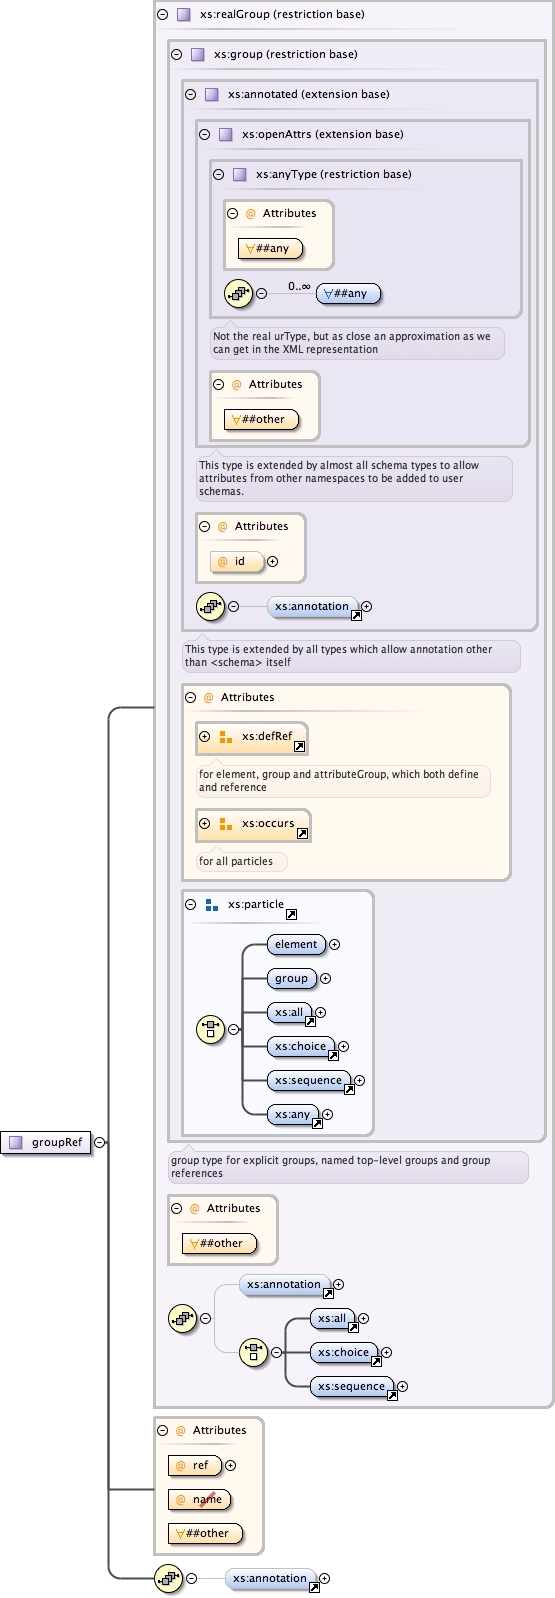 xs:realGroup (restriction base)
xs:group (restriction base)
xs:annotated (extension base)
xs:openAttrs (extension base)
xs:anyType (restriction base)
@ Attributes
∀##any
0..∞
∀##any
Not the real urType, but as close an approximation as we
can get in the XML representation
@ Attributes
∀##other
This type is extended by almost all schema types to allow
attributes from other namespaces to be added to user
schemas.
@ Attributes
@ id
xs:annotation
This type is extended by all types which allow annotation other
than <schema> itself
@ Attributes
xs:defRef
for element, group and attributeGroup, which both define
and reference
xs:occurs
for all particles
xs:particle
element
group
xs:all
xs:choice
xs:sequence
xs:any
groupRef
group type for explicit groups, named top-level groups and group
references
@ Attributes
∀##other
xs:annotation
xs:all
xs:choice
xs:sequence
@ Attributes
@ ref
@ name
∀##other
xs:annotation